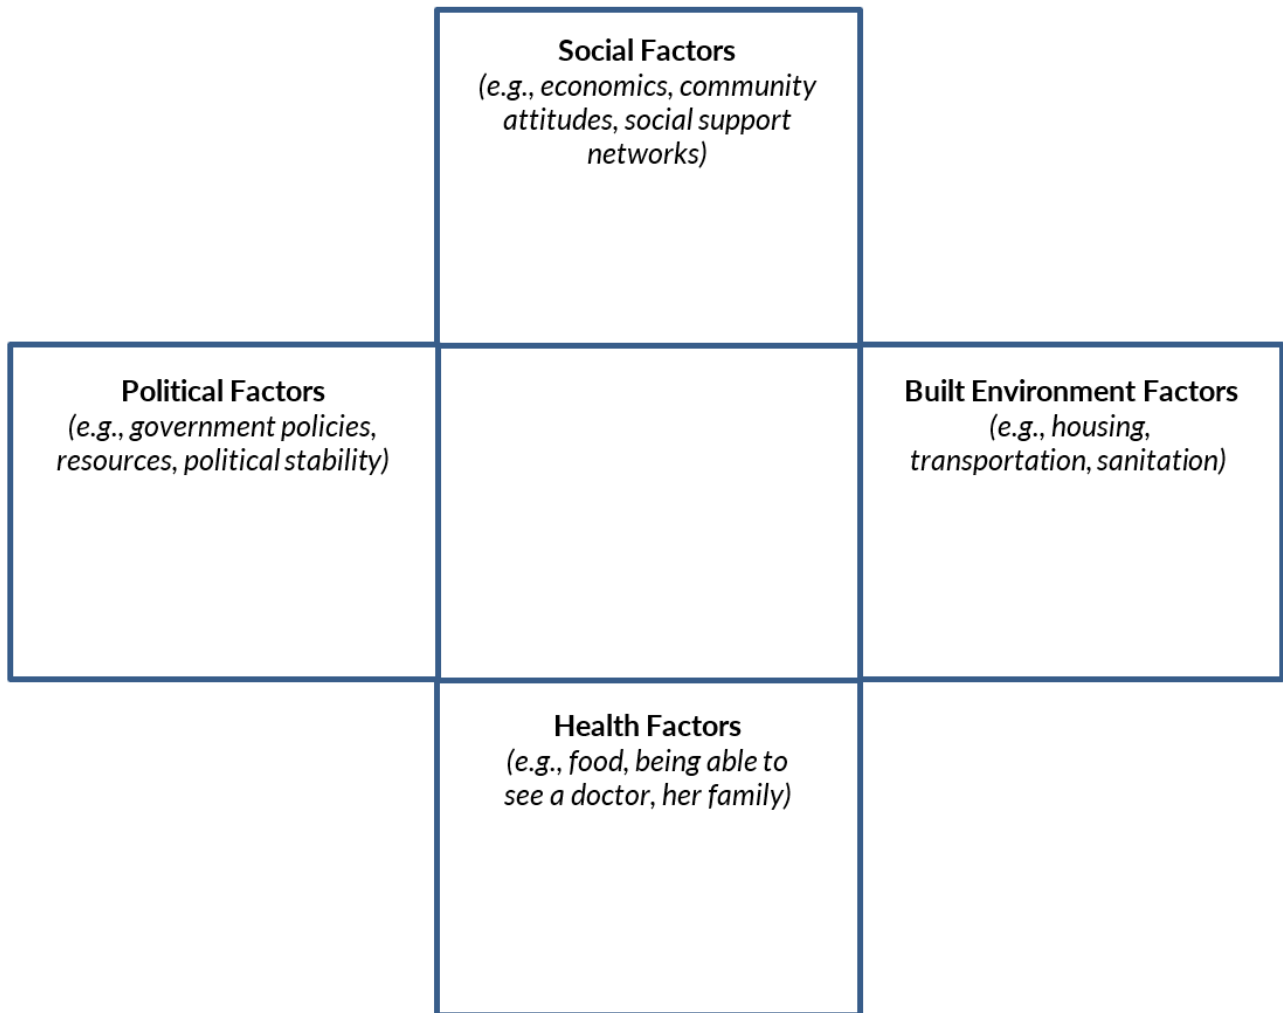 Social Factors
(e.g., economics, community
attitudes, social support
networks)
Political Factors
(e.g., government policies,
resources, political stability)
Built Environment Factors
(e.g., housing,
transportation, sanitation)
Health Factors
(e.g., food, being able to
see a doctor, her family)